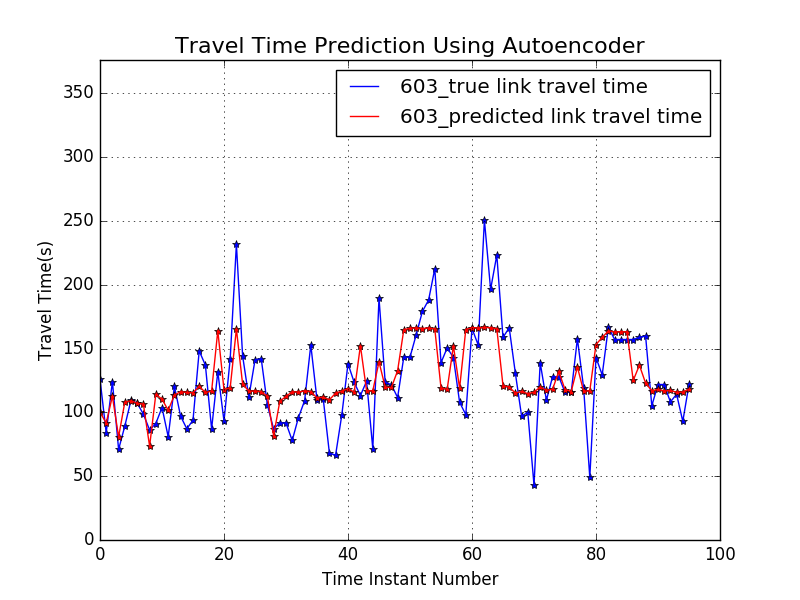 Travel Time Prediction Using Autoencoder
603_true link travel time
603_predicted link travel time
350
300
250
200
150
100
50
0
Travel Time(s)
0 20 40 60 80 100
Time Instant Number